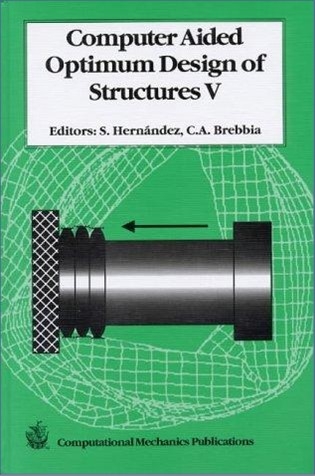 Computer Aided
Optimum Design of
Structures V
Editors: S. Hernández, C.A. Brebbia
Computational Mechanics Publications